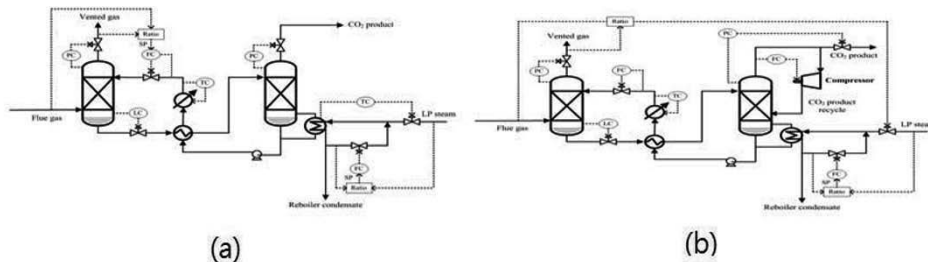 Vented gas
Ratio
SP
FC
PC
TC
LC
Flue gas
CO₂ product
PC
TC
LP steam
FC
SP
Ratio
Reboiler condensate
(a)
Ratio
Vented gas
PC
FC
TC
LC
Flue gas
PC
FC
CO₂ product
Compressor
CO₂ product
recycle
LP steam
FC
SP
Ratio
Reboiler condensate
(b)